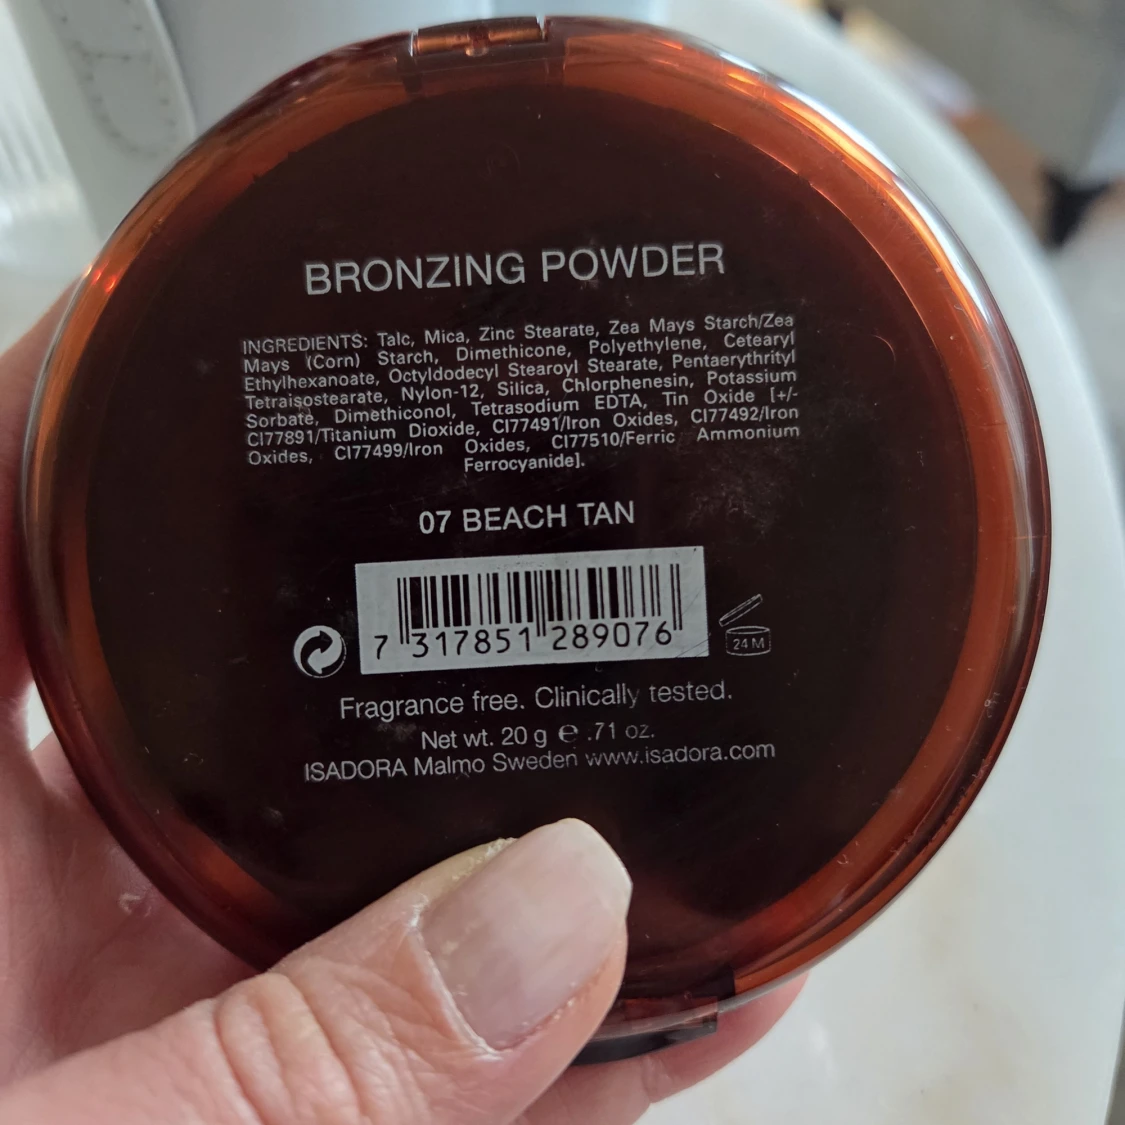 BRONZING POWDER
INGREDIENTS: Talc, Mica, Zinc Stearate, Zea Mays Starch/Zea
Mays (Corn) Starch, Dimethicone, Polyethylene, Cetearyl
Ethylhexanoate, Octyldodecyl Stearoyl Stearate, Pentaerythrityl
Tetraisostearate, Nylon-12, Silica, Chlorphenesin, Potassium
Sorbate, Dimethiconol, Tetrasodium EDTA, Tin Oxide [+/-
CI77891/Titanium Dioxide, CI77491/Iron Oxides, CI77492/Iron
Oxides, CI77499/Iron Oxides, CI77510/Ferric Ammonium
Ferrocyanide].
07 BEACH TAN
7 317851 289076
24 M
Fragrance free. Clinically tested.
Net wt. 20 g ℮ .71 oz.
ISADORA Malmo Sweden www.isadora.com